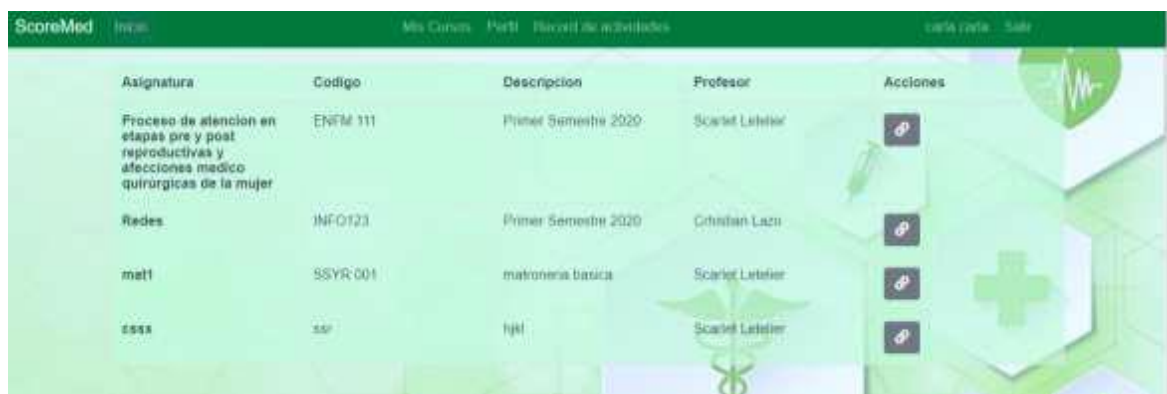 ScoreMed Inicio Mis Cursos Perfil Record de actividades carla carla Salir
Asignatura Codigo Descripcion Profesor Acciones
Proceso de atencion en ENFM 111 Primer Semestre 2020 Scarlet Letelier
etapas pre y post
reproductivas y
afecciones medico
quirúrgicas de la mujer
Redes INFO123 Primer Semestre 2020 Crhistian Lazo
mat1 SSYR 001 matroneria basica Scarlet Letelier
ssr hjkl Scarlet Letelier